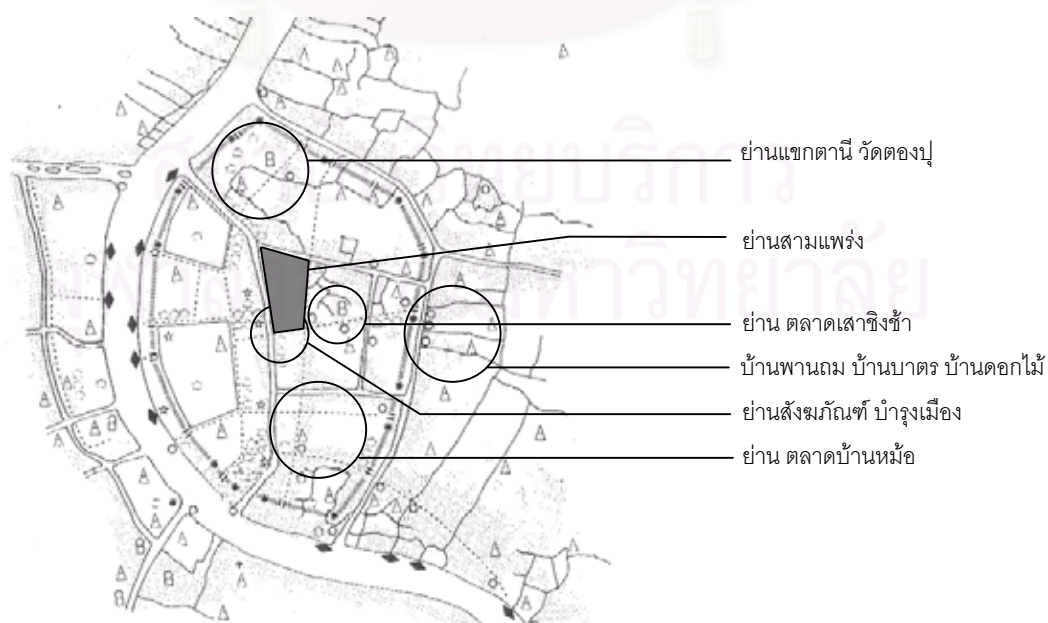 ย่านแขกตานี วัดตองปุ
ย่านสามแพร่ง
ย่าน ตลาดเสาชิงช้า
บ้านพานถม บ้านบาตร บ้านดอกไม้
ย่านสังฆภัณฑ์ บำรุงเมือง
ย่าน ตลาดบ้านหม้อ